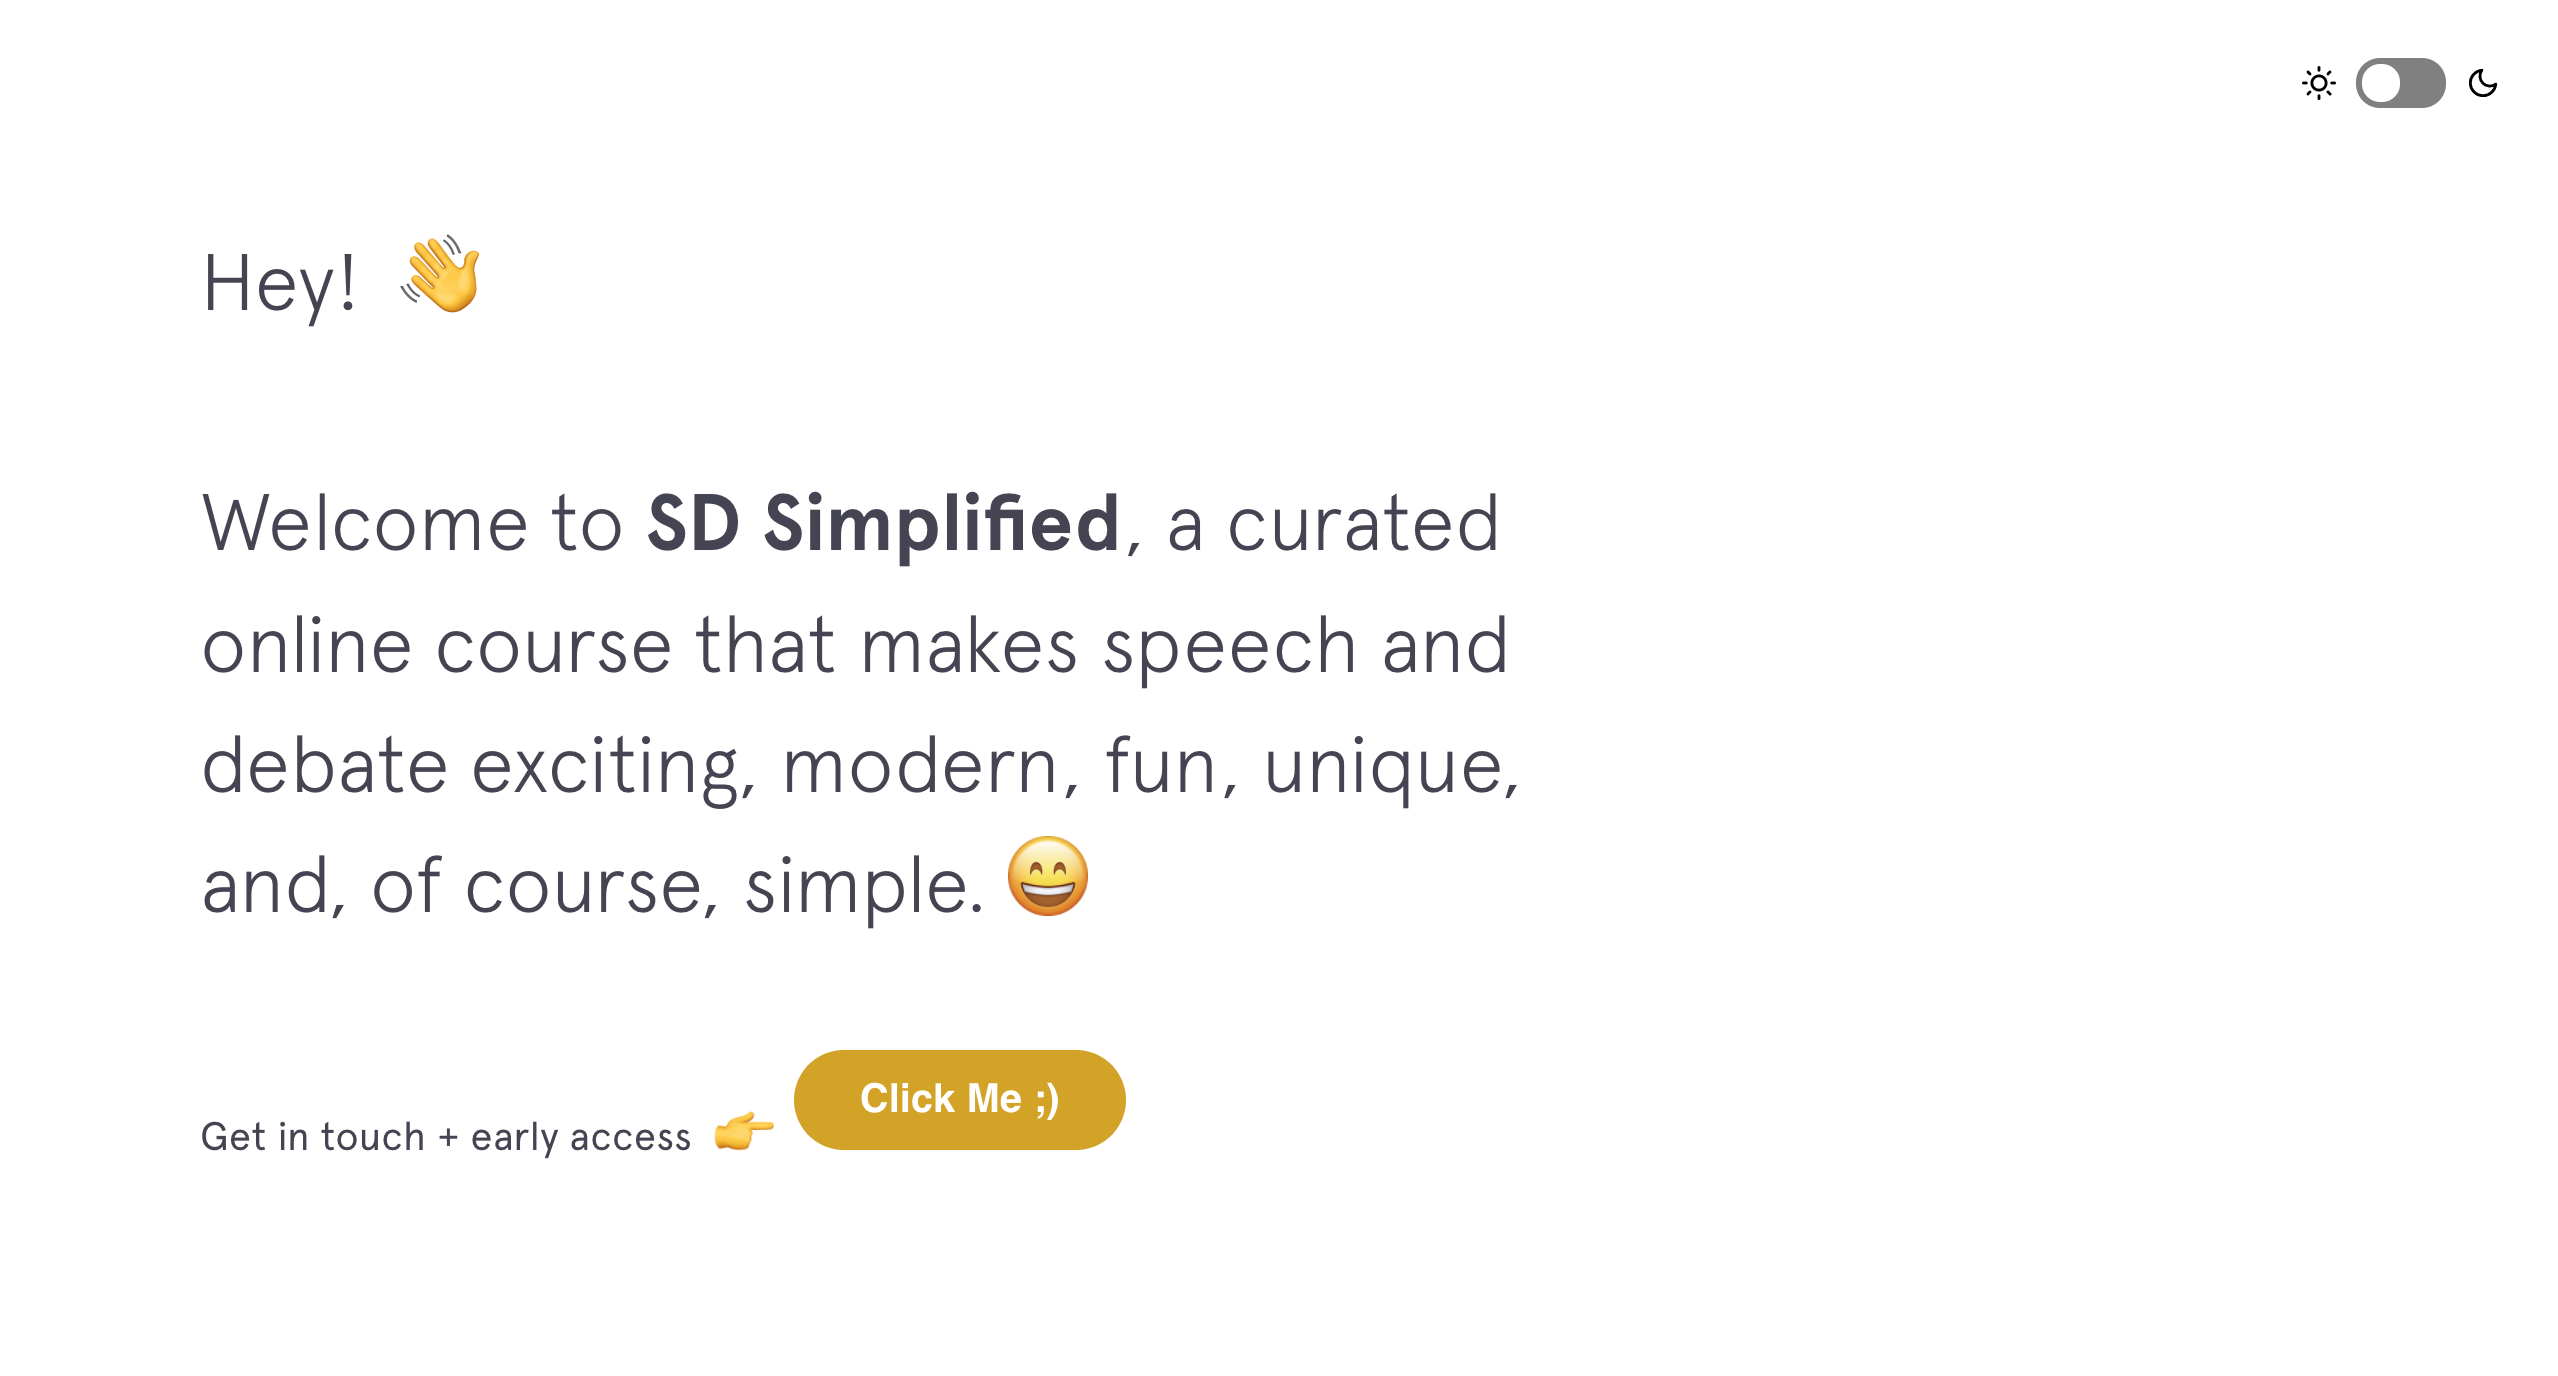 Hey! 👋
Welcome to SD Simplified, a curated
online course that makes speech and
debate exciting, modern, fun, unique,
and, of course, simple. 😄
Get in touch + early access 👉 Click Me ;)